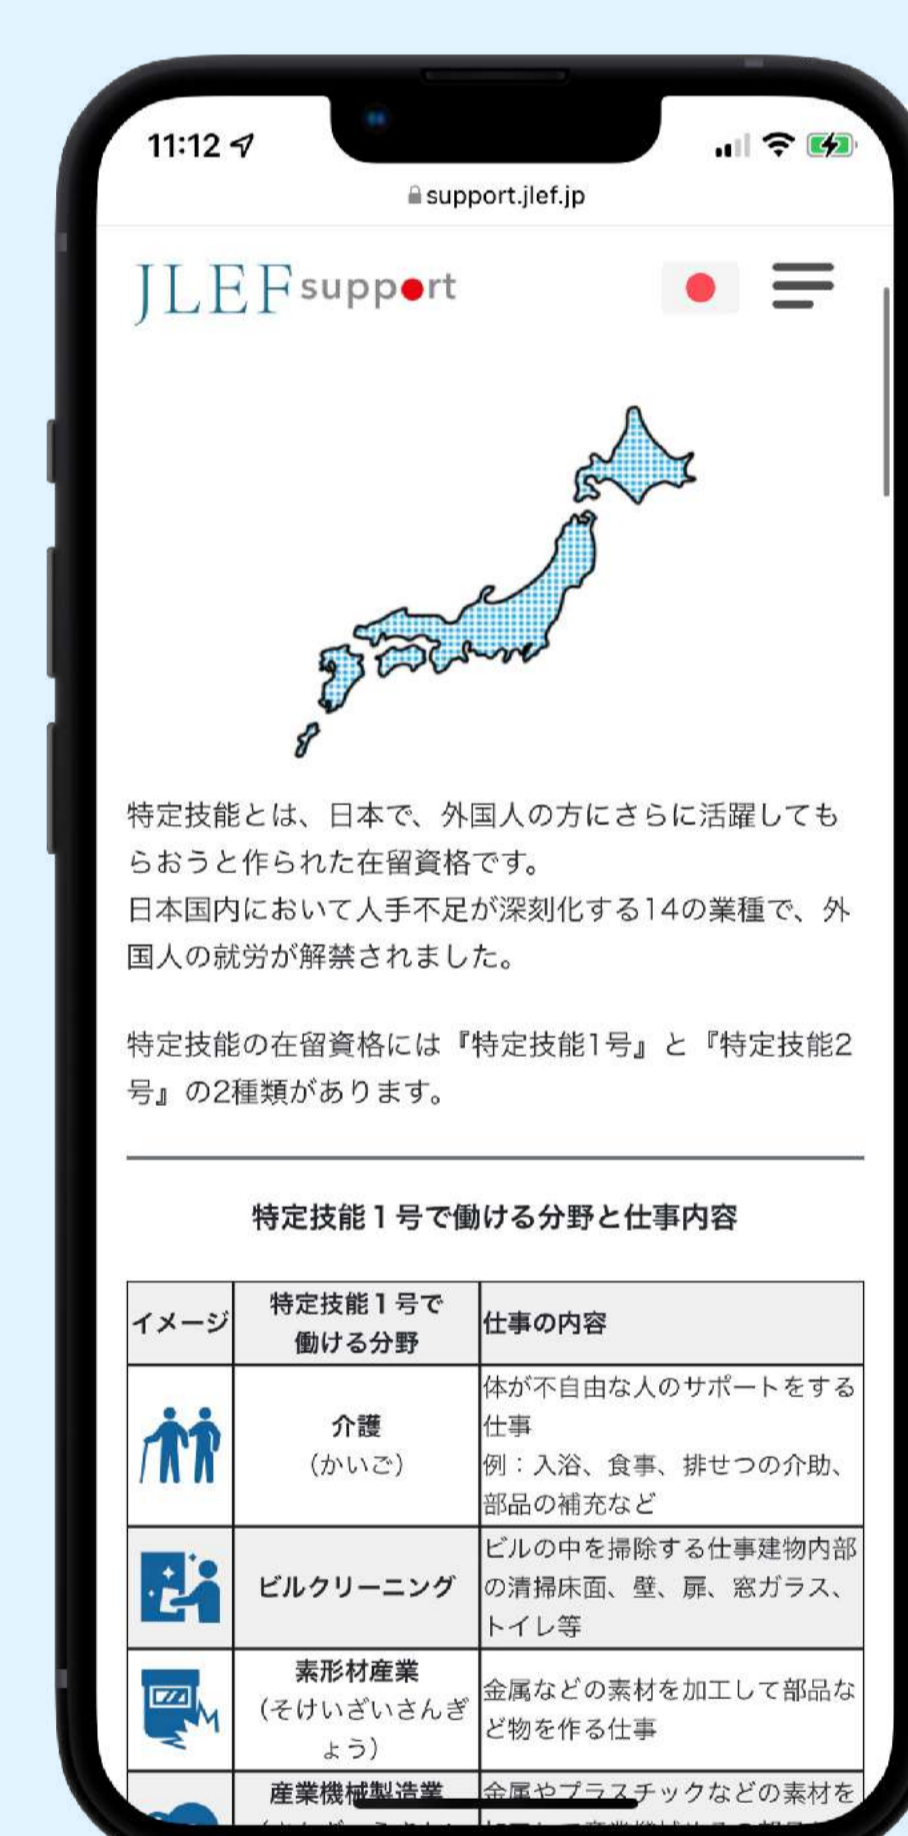 11:12
support.jlef.jp
JLEF support
特定技能とは、日本で、外国人の方にさらに活躍しても
らおうと作られた在留資格です。
日本国内において人手不足が深刻化する14の業種で、外
国人の就労が解禁されました。
特定技能の在留資格には『特定技能1号』と『特定技能2
号』の2種類があります。
特定技能１号で働ける分野と仕事内容
イメージ
特定技能１号で
働ける分野
仕事の内容
介護
（かいご）
体が不自由な人のサポートをする
仕事
例：入浴、食事、排せつの介助、
部品の補充など
ビルクリーニング
ビルの中を掃除する仕事建物内部
の清掃床面、壁、扉、窓ガラス、
トイレ等
素形材産業
（そけいざいさんぎ
ょう）
金属などの素材を加工して部品な
ど物を作る仕事
産業機械製造業
金属やプラスチックなどの素材を